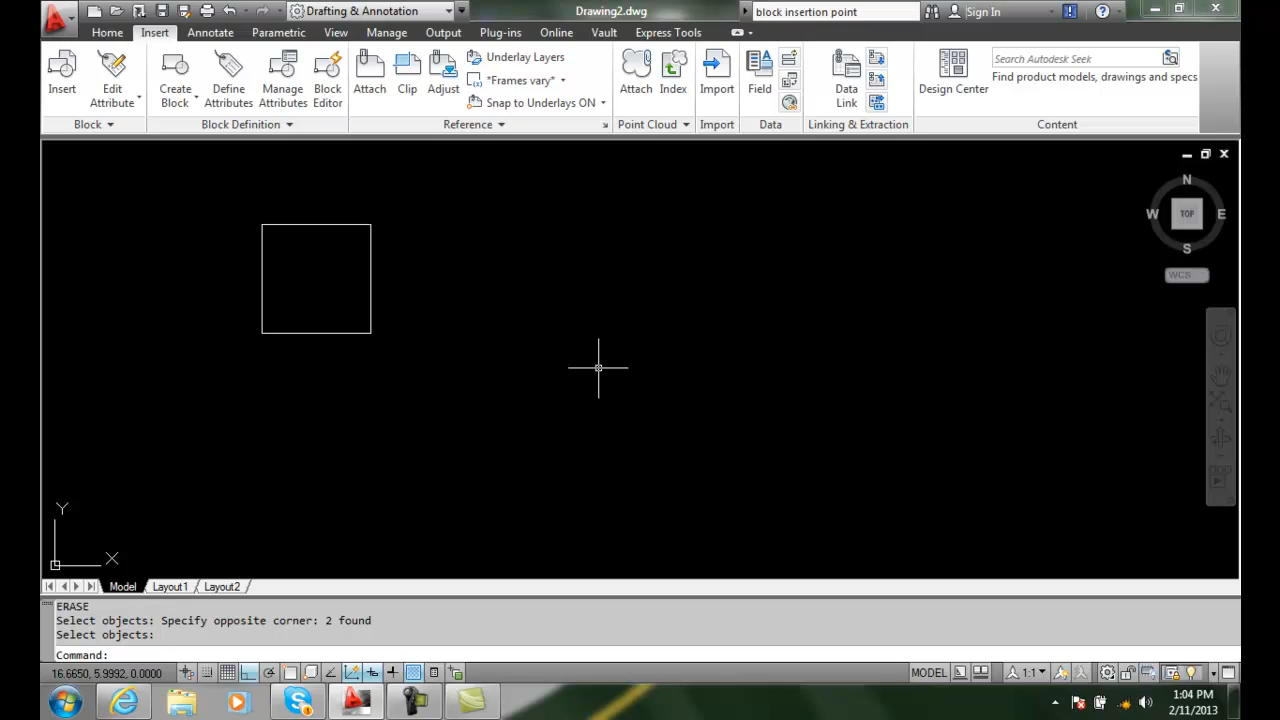 Drafting & Annotation
Drawing2.dwg
block insertion point
Sign In
Home Insert Annotate Parametric View Manage Output Plug-ins Online Vault Express Tools
Insert
Edit Attribute
Create Block
Define Attributes
Manage Attributes
Block Editor
Attach
Clip
Adjust
Underlay Layers
*Frames vary*
Snap to Underlays ON
Attach
Index
Import
Field
Data Link
Design Center
Search Autodesk Seek
Find product models, drawings and specs
Block
Block Definition
Reference
Point Cloud
Import
Data
Linking & Extraction
Content
N
W TOP E
S
WCS
Y
X
Model Layout1 Layout2
ERASE
Select objects: Specify opposite corner: 2 found
Select objects:
Command:
16.6650, 5.9992, 0.0000
MODEL
1:1
1:04 PM
2/11/2013